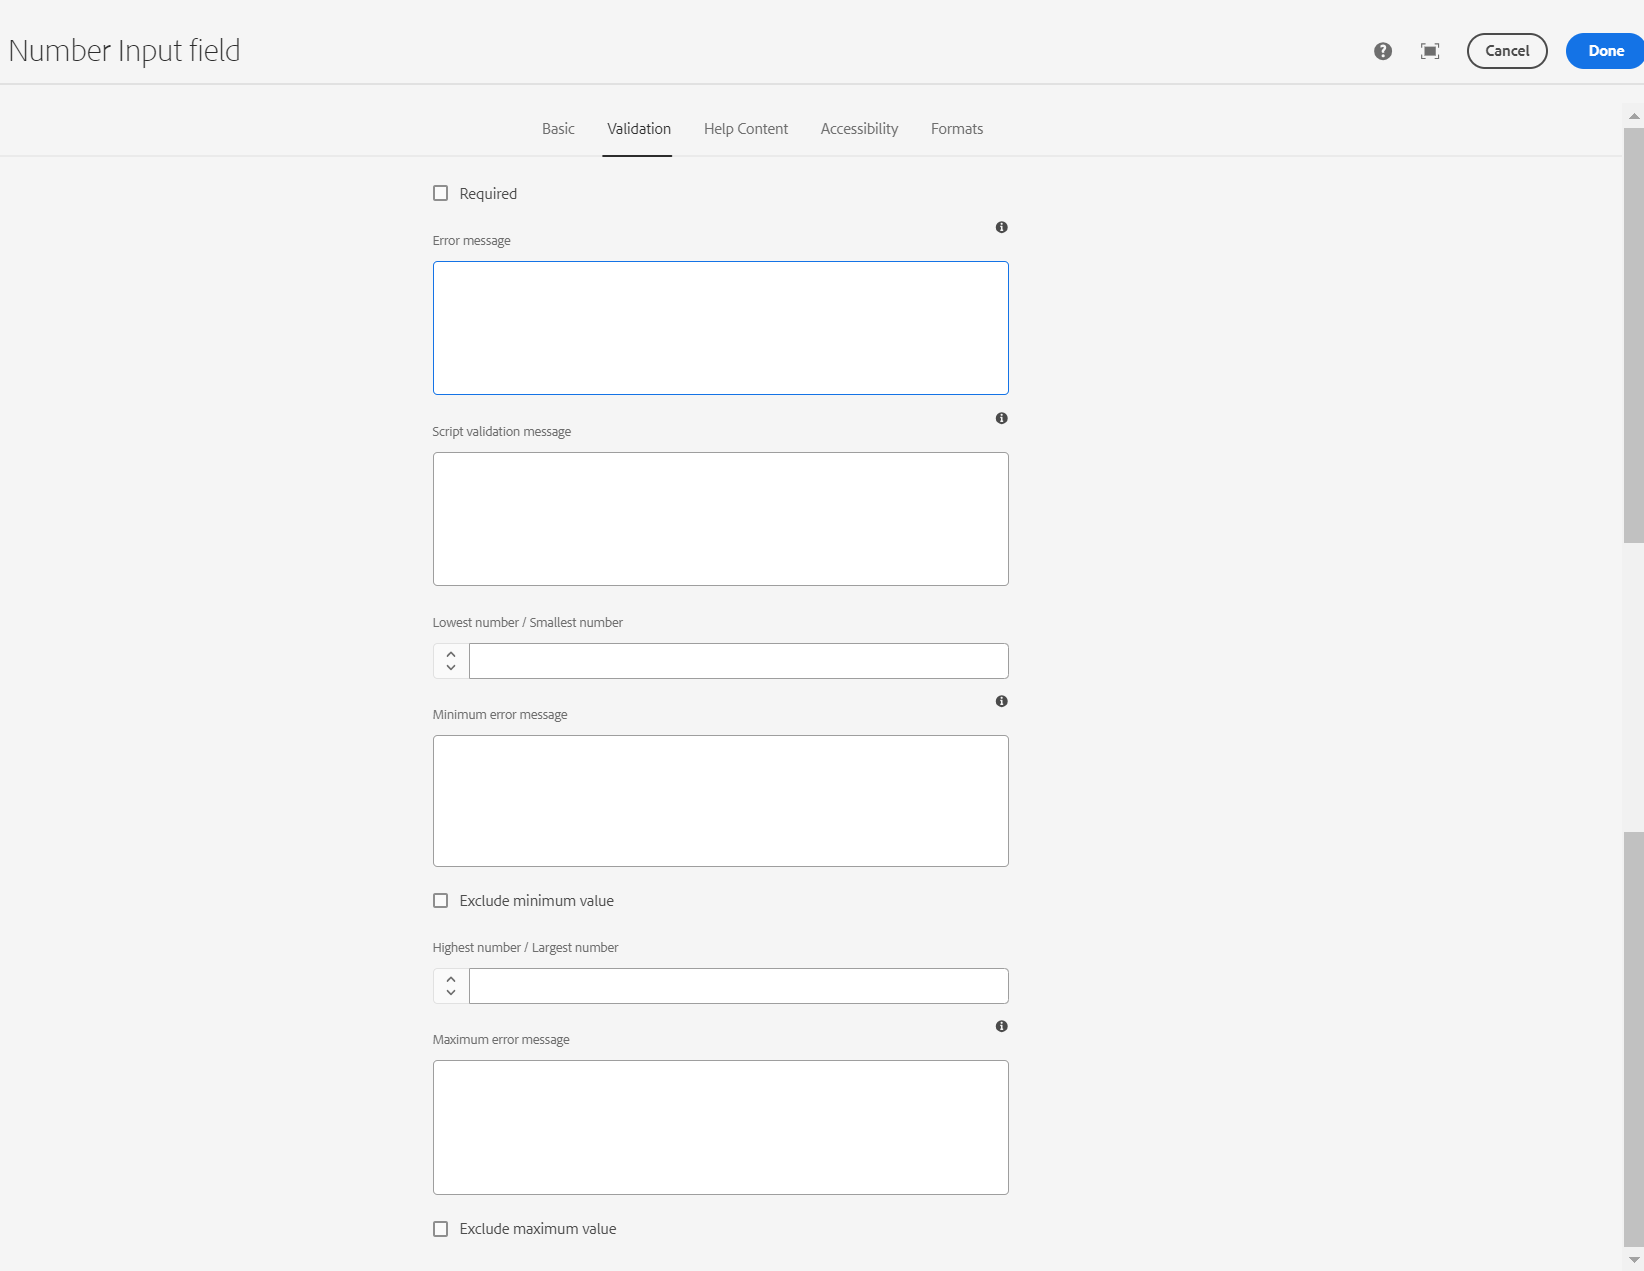 Number Input field
Cancel
Done
Basic
Validation
Help Content
Accessibility
Formats
Required
Error message
Script validation message
Lowest number / Smallest number
Minimum error message
Exclude minimum value
Highest number / Largest number
Maximum error message
Exclude maximum value